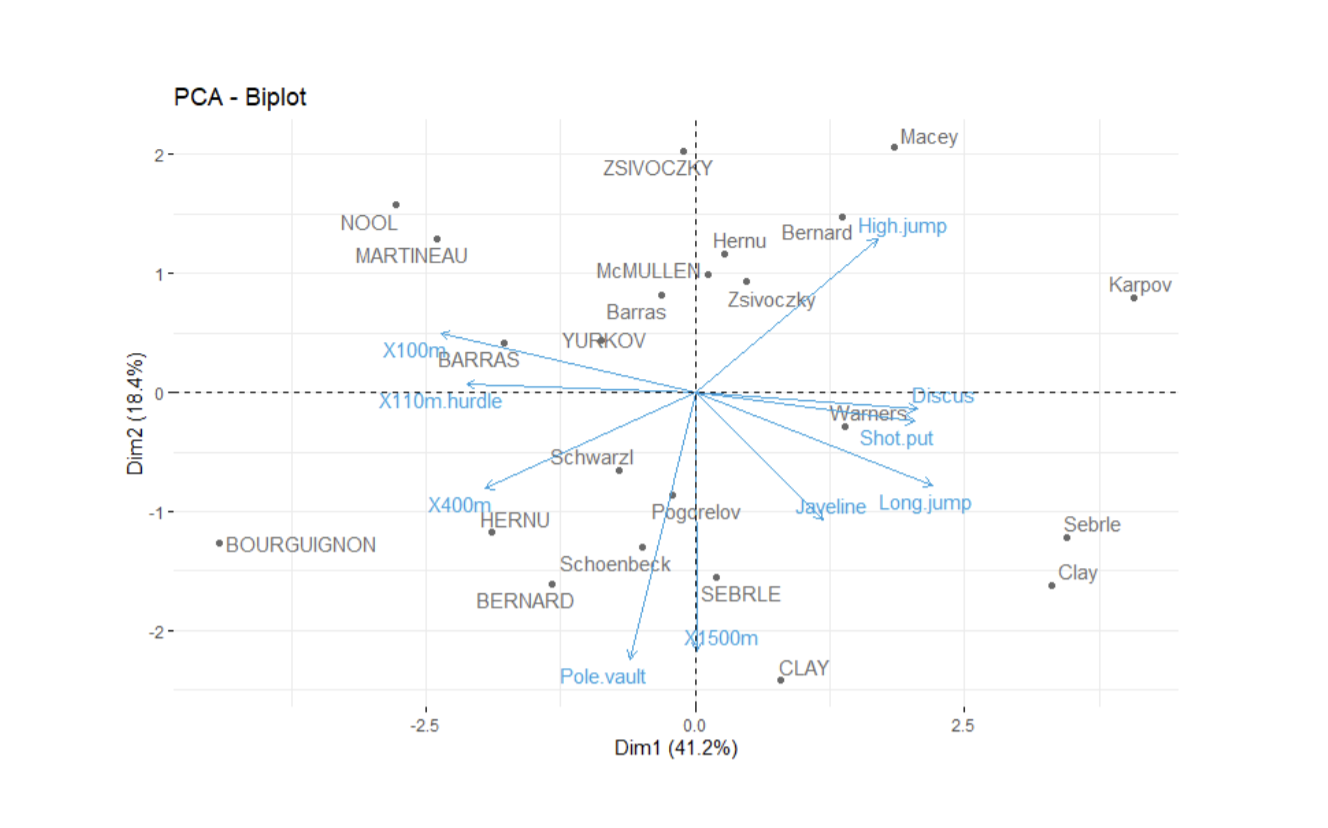 PCA - Biplot
Macey
2
ZSIVOCZKY
NOOL
High.jump
Bernard
Hernu
MARTINEAU
McMULLEN
1
Karpov
Zsivoczky
Barras
YURKOV
X100m
BARRAS
0
Discus
X110m.hurdle
Warners
Shot.put
Dim2 (18.4%)
Schwarzl
X400m
Javeline
Long.jump
-1
Pogorelov
HERNU
Sebrle
BOURGUIGNON
Schoenbeck
Clay
BERNARD
SEBRLE
-2
X1500m
Pole.vault
CLAY
-2.5
0.0
2.5
Dim1 (41.2%)